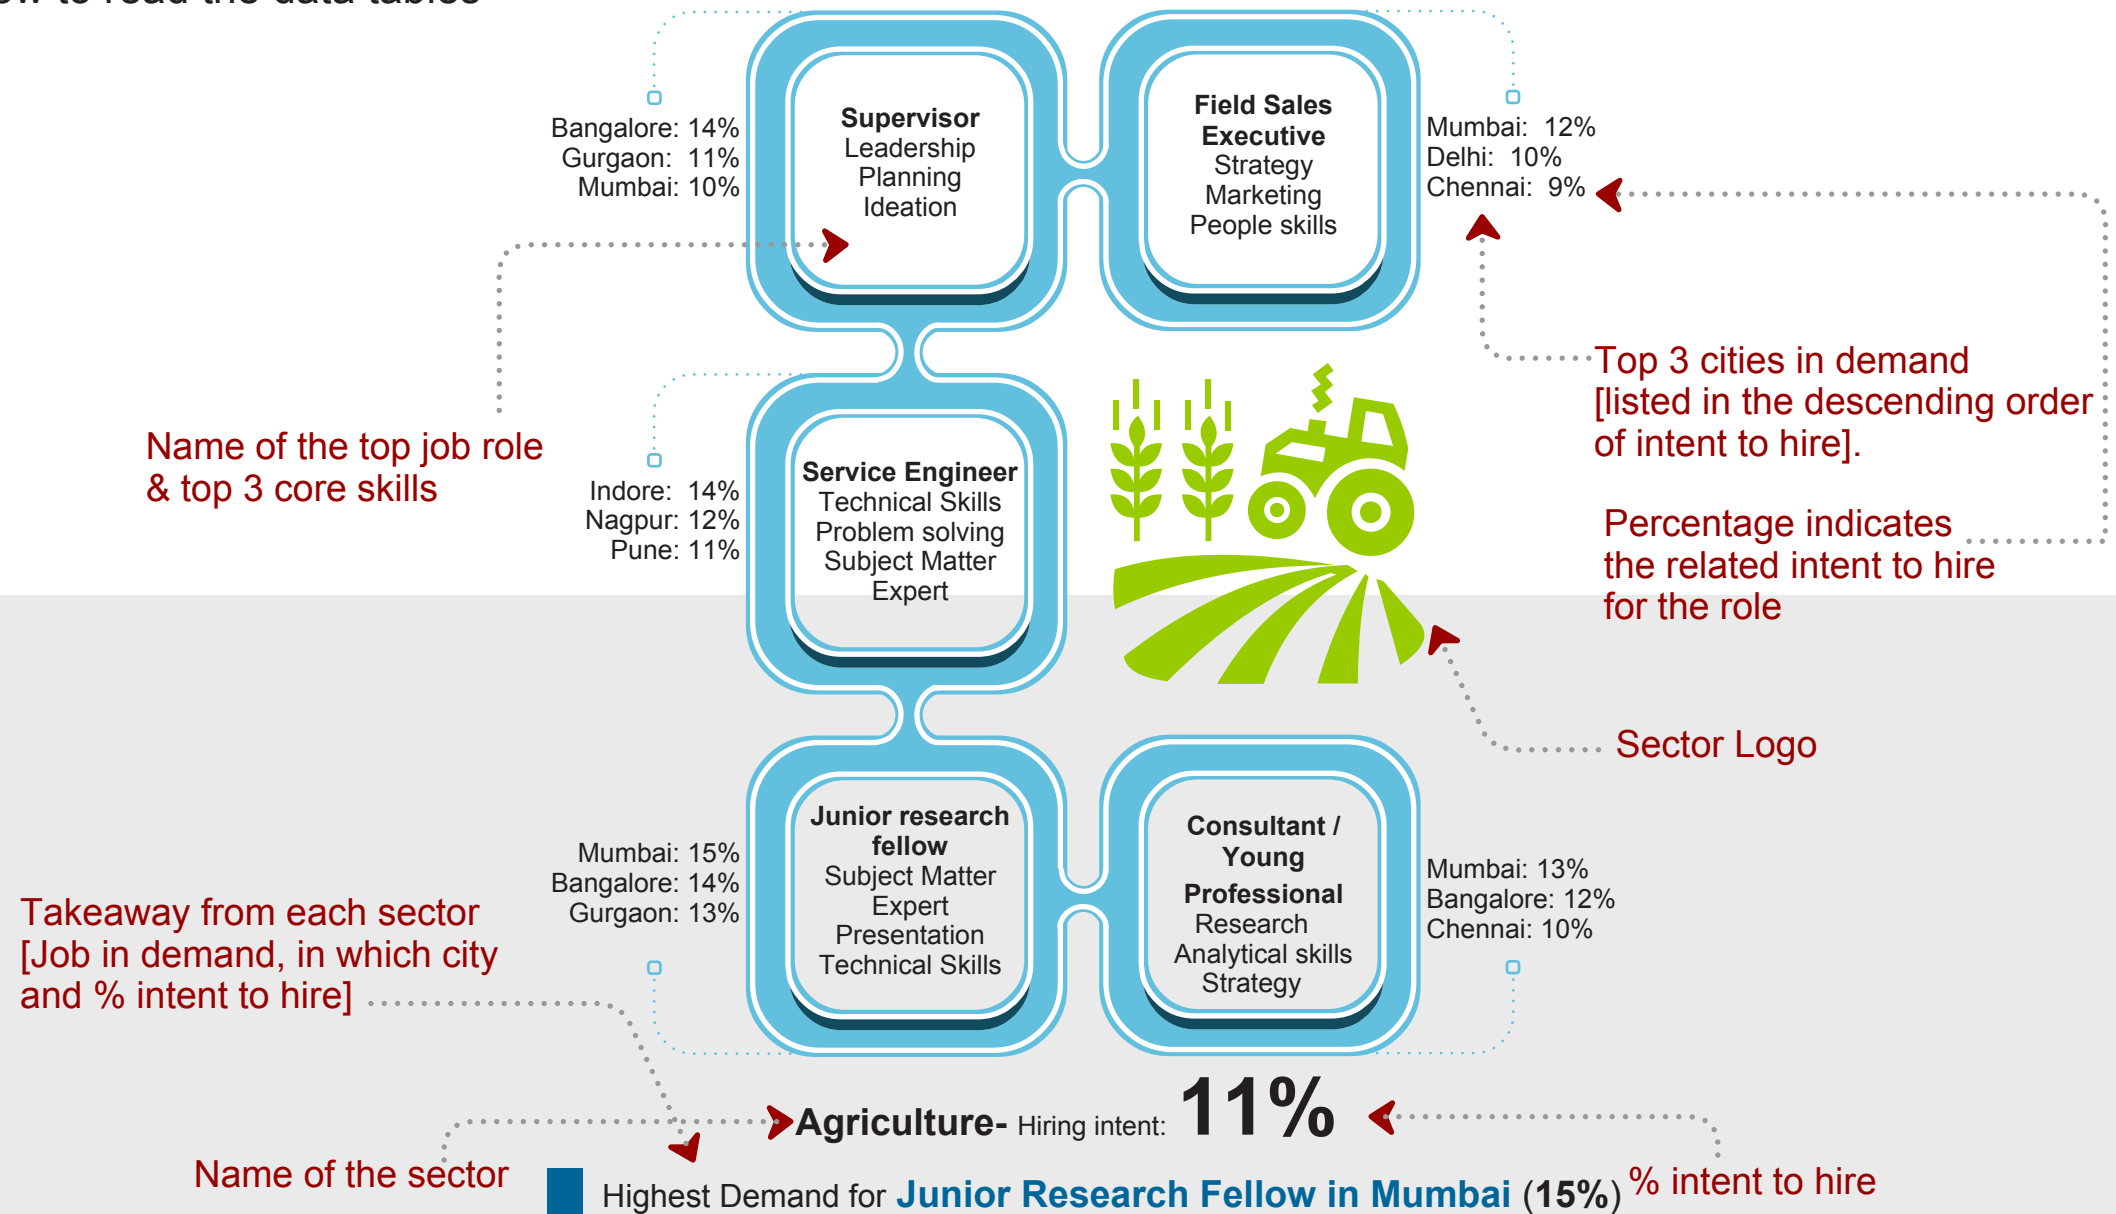 to read the data tables
Supervisor
Leadership
Planning
Ideation
Bangalore: 14%
Gurgaon: 11%
Mumbai: 10%
Field Sales
Executive
Strategy
Marketing
People skills
Mumbai: 12%
Delhi: 10%
Chennai: 9%
Top 3 cities in demand
[listed in the descending order
of intent to hire].
Name of the top job role
& top 3 core skills
Indore: 14%
Nagpur: 12%
Pune: 11%
Service Engineer
Technical Skills
Problem solving
Subject Matter
Expert
Percentage indicates
the related intent to hire
for the role
Sector Logo
Mumbai: 15%
Bangalore: 14%
Gurgaon: 13%
Junior research
fellow
Subject Matter
Expert
Presentation
Technical Skills
Consultant /
Young
Professional
Research
Analytical skills
Strategy
Mumbai: 13%
Bangalore: 12%
Chennai: 10%
Takeaway from each sector
[Job in demand, in which city
and % intent to hire]
Agriculture- Hiring intent: 11%
Name of the sector
Highest Demand for Junior Research Fellow in Mumbai (15%)
% intent to hire